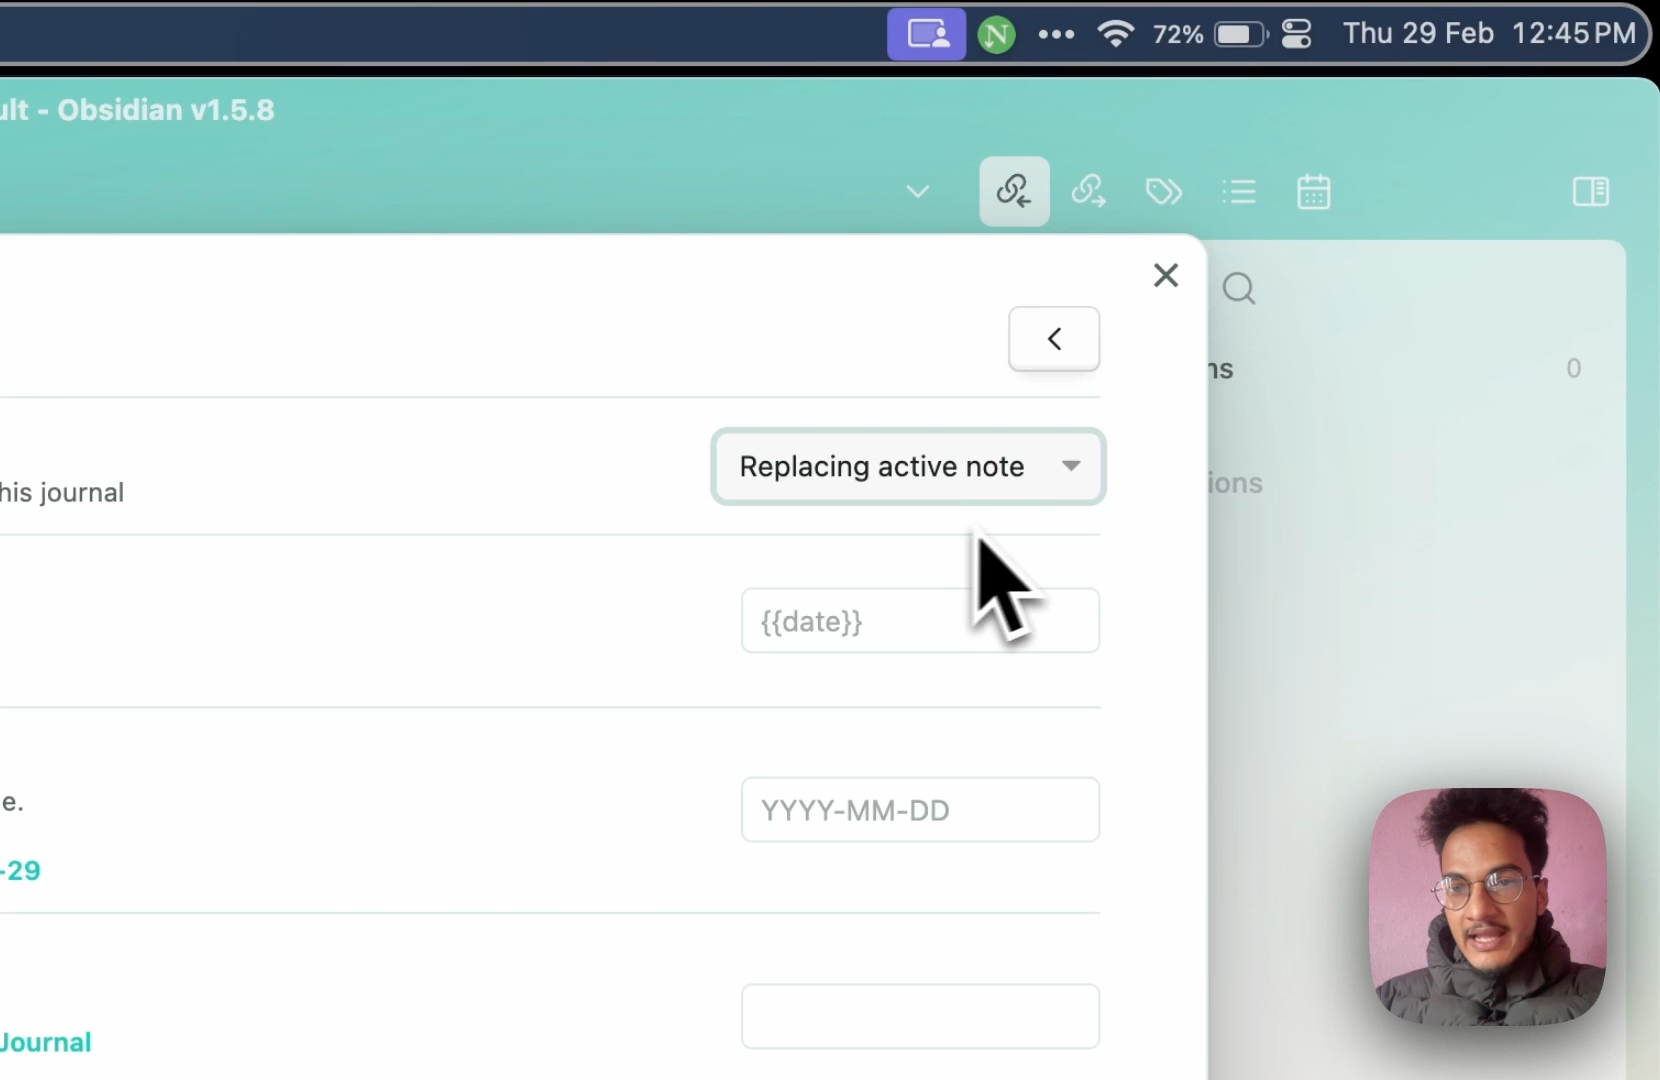 72%
Thu 29 Feb 12:45 PM
ult - Obsidian v1.5.8
ns
0
Replacing active note
his journal
ions
{{date}}
e.
YYYY-MM-DD
-29
Journal